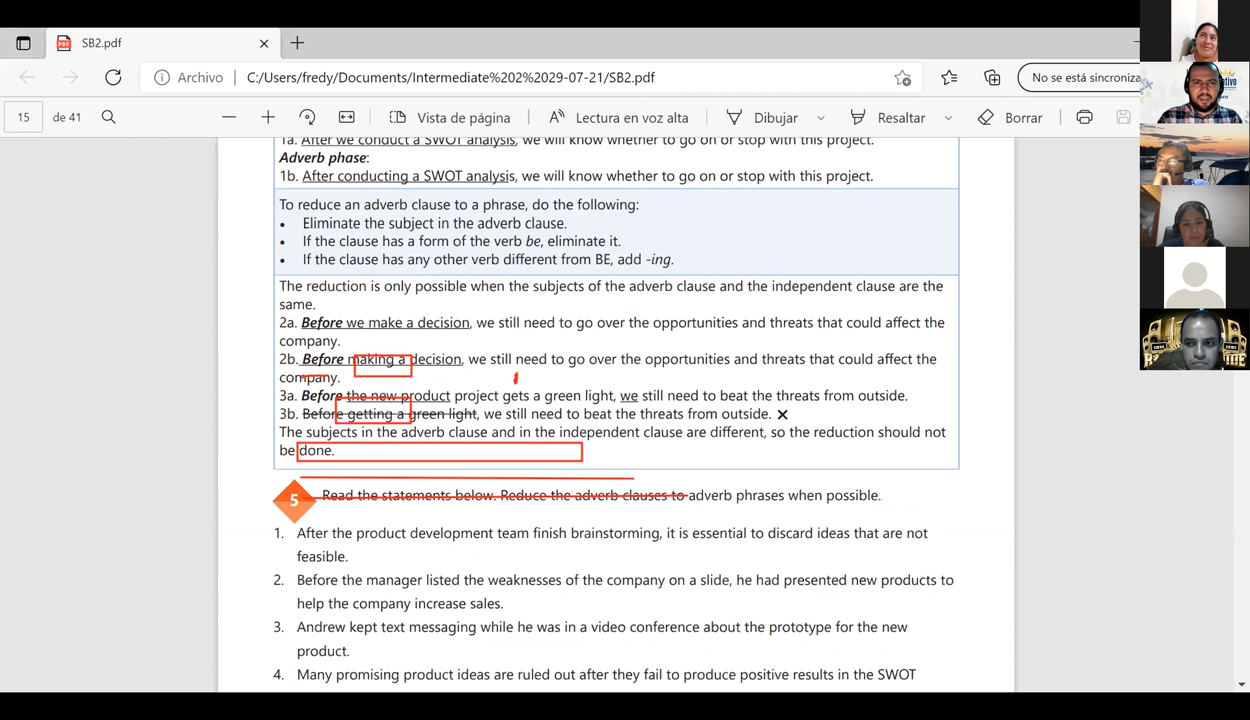 SB2.pdf
Archivo C:/Users/fredy/Documents/Intermediate%202%2029-07-21/SB2.pdf No se está sincroniza
15 de 41 Vista de página Lectura en voz alta Dibujar Resaltar Borrar
1a. After we conduct a SWOT analysis, we will know whether to go on or stop with this project.
Adverb phase:
1b. After conducting a SWOT analysis, we will know whether to go on or stop with this project.
To reduce an adverb clause to a phrase, do the following:
• Eliminate the subject in the adverb clause.
• If the clause has a form of the verb be, eliminate it.
• If the clause has any other verb different from BE, add -ing.
The reduction is only possible when the subjects of the adverb clause and the independent clause are the
same.
2a. Before we make a decision, we still need to go over the opportunities and threats that could affect the
company.
2b. Before making a decision, we still need to go over the opportunities and threats that could affect the
company.
3a. Before the new product project gets a green light, we still need to beat the threats from outside.
3b. Before getting a green light, we still need to beat the threats from outside. ✕
The subjects in the adverb clause and in the independent clause are different, so the reduction should not
be done.
5 Read the statements below. Reduce the adverb clauses to adverb phrases when possible.
1. After the product development team finish brainstorming, it is essential to discard ideas that are not
feasible.
2. Before the manager listed the weaknesses of the company on a slide, he had presented new products to
help the company increase sales.
3. Andrew kept text messaging while he was in a video conference about the prototype for the new
product.
4. Many promising product ideas are ruled out after they fail to produce positive results in the SWOT